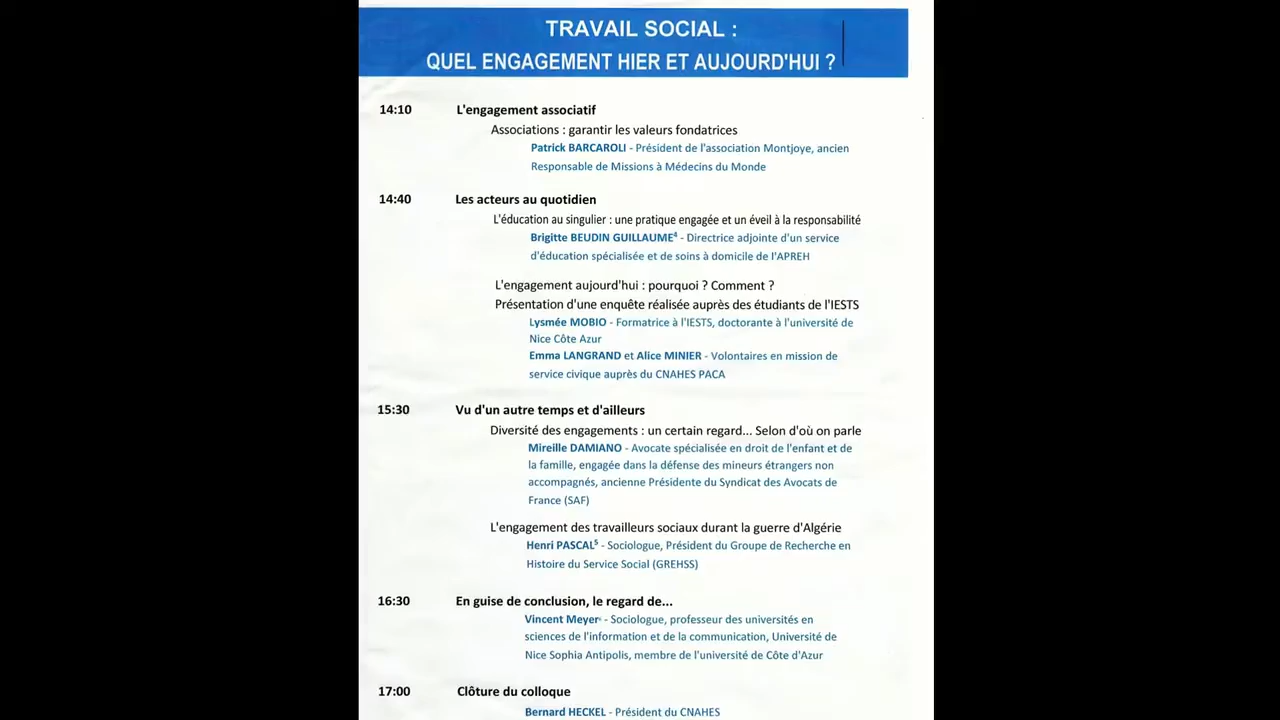 TRAVAIL SOCIAL :
QUEL ENGAGEMENT HIER ET AUJOURD'HUI ?
14:10 L'engagement associatif
Associations : garantir les valeurs fondatrices
Patrick BARCAROLI - Président de l'association Montjoye, ancien
Responsable de Missions à Médecins du Monde
14:40 Les acteurs au quotidien
L'éducation au singulier : une pratique engagée et un éveil à la responsabilité
Brigitte BEUDIN GUILLAUME⁴ - Directrice adjointe d'un service
d'éducation spécialisée et de soins à domicile de l'APREH
L'engagement aujourd'hui : pourquoi ? Comment ?
Présentation d'une enquête réalisée auprès des étudiants de l'IESTS
Lysmée MOBIO - Formatrice à l'IESTS, doctorante à l'université de
Nice Côte Azur
Emma LANGRAND et Alice MINIER - Volontaires en mission de
service civique auprès du CNAHES PACA
15:30 Vu d'un autre temps et d'ailleurs
Diversité des engagements : un certain regard... Selon d'où on parle
Mireille DAMIANO - Avocate spécialisée en droit de l'enfant et de
la famille, engagée dans la défense des mineurs étrangers non
accompagnés, ancienne Présidente du Syndicat des Avocats de
France (SAF)
L'engagement des travailleurs sociaux durant la guerre d'Algérie
Henri PASCAL⁵ - Sociologue, Président du Groupe de Recherche en
Histoire du Service Social (GREHSS)
16:30 En guise de conclusion, le regard de...
Vincent Meyer - Sociologue, professeur des universités en
sciences de l'information et de la communication, Université de
Nice Sophia Antipolis, membre de l'université de Côte d'Azur
17:00 Clôture du colloque
Bernard HECKEL - Président du CNAHES